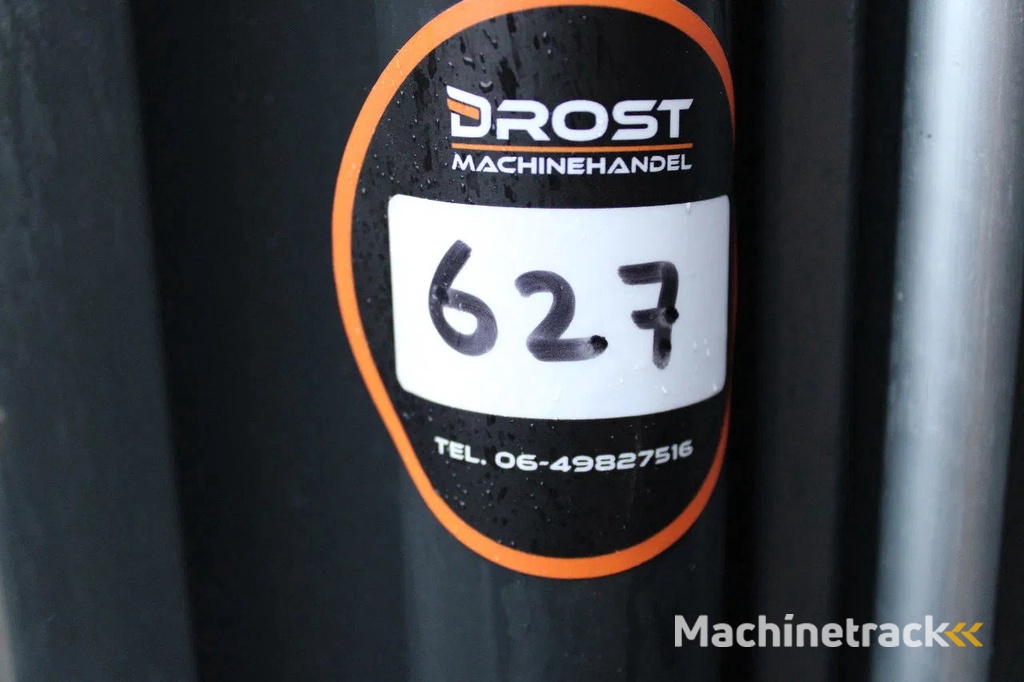 DROST
MACHINEHANDEL
627
TEL. 06-49827516
Machinetrack